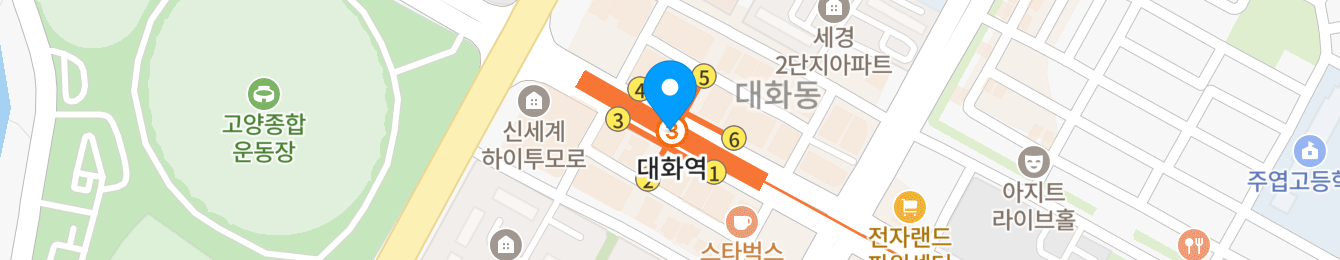 세경
2단지아파트
5
4
대화동
고양종합
운동장
3
3
신세계
하이투모로
6
대화역
1
2
아지트
라이브홀
주엽고등학
스타벅스
전자랜드